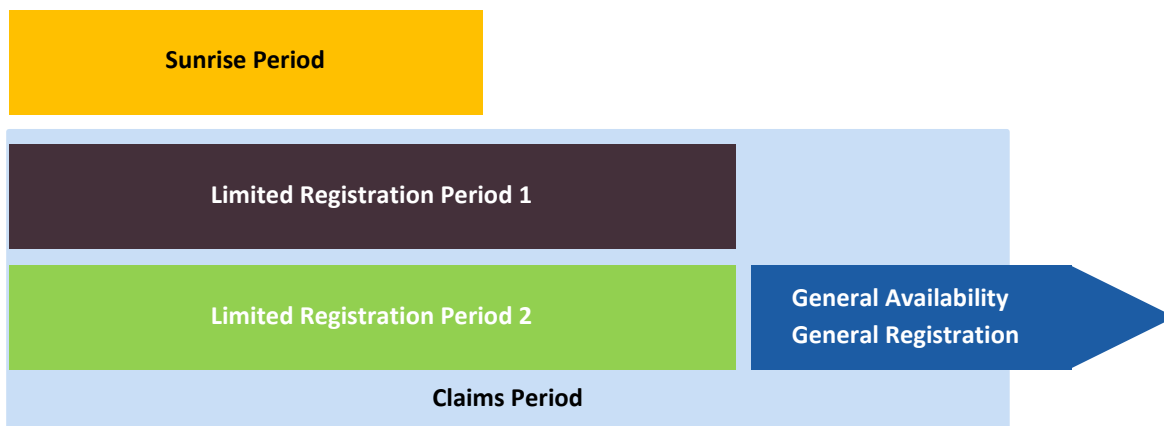 Sunrise Period
Limited Registration Period 1
Limited Registration Period 2
General Availability
General Registration
Claims Period